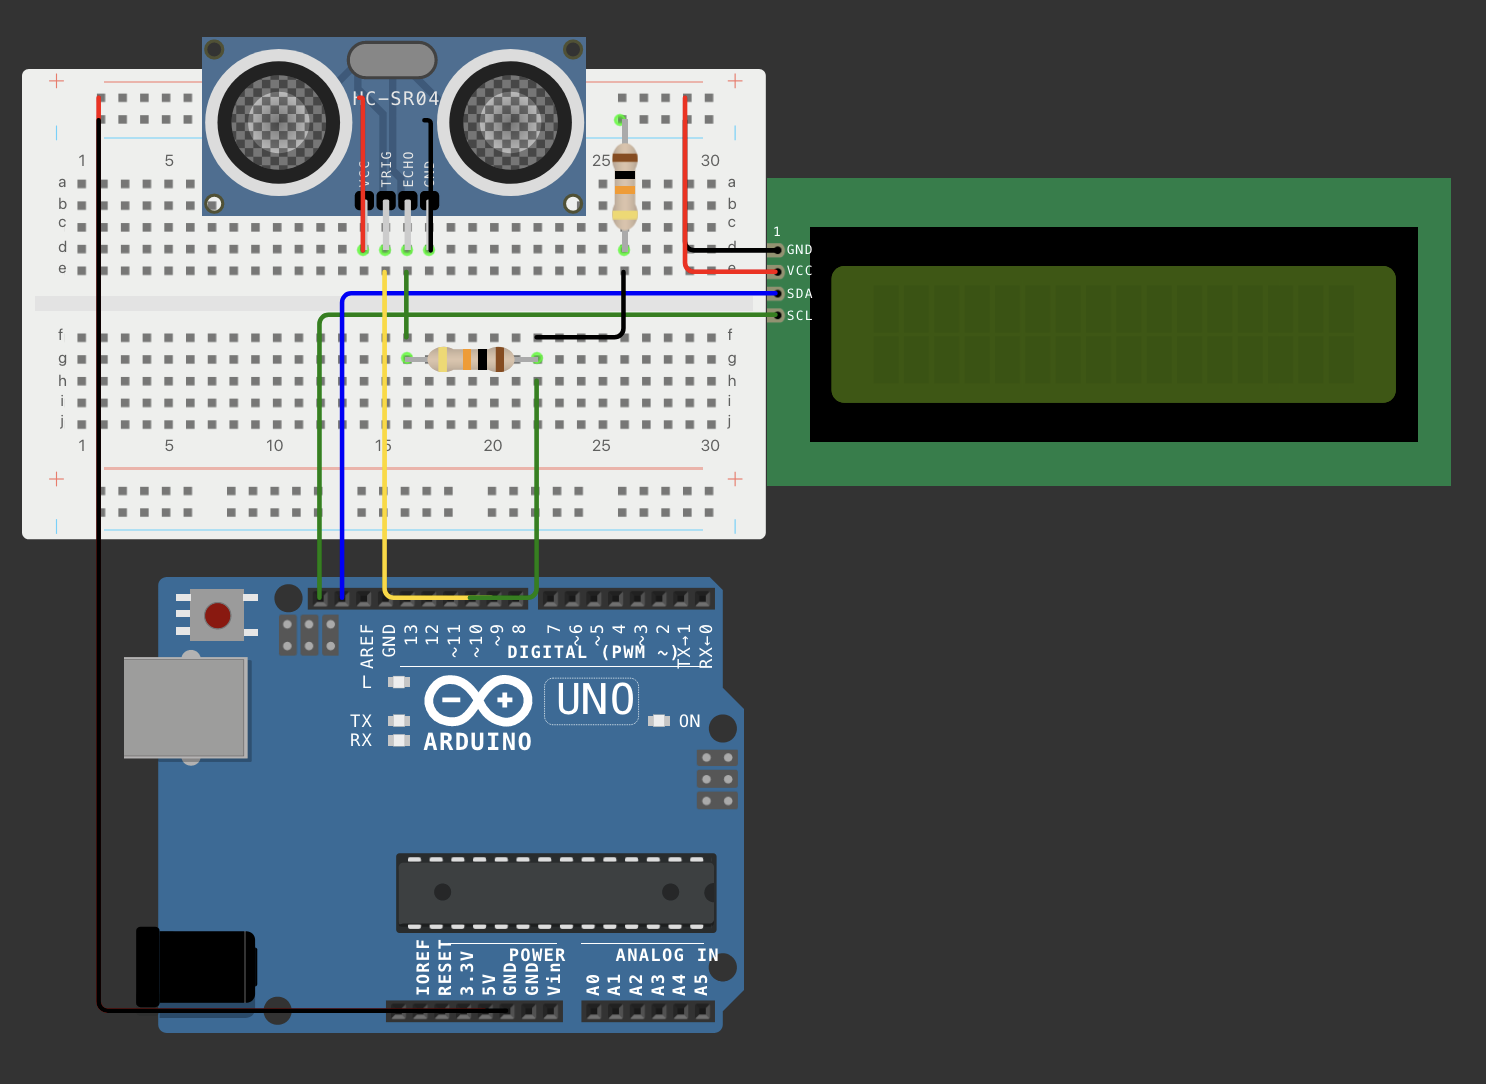 HC-SR04
VCC
TRIG
ECHO
GND
1 5 25 30
a a
b b
c c
d d
e e
f f
g g
h h
i i
j j
1 5 10 15 20 25 30
1
GND
VCC
SDA
SCL
AREF
GND
13
12
~11
~10
~9
8
7
~6
~5
4
~3
2
TX→1
RX←0
DIGITAL (PWM ~)
L
TX
RX
ARDUINO
UNO
ON
IOREF
RESET
3.3V
5V
GND
GND
Vin
POWER
ANALOG IN
A0
A1
A2
A3
A4
A5